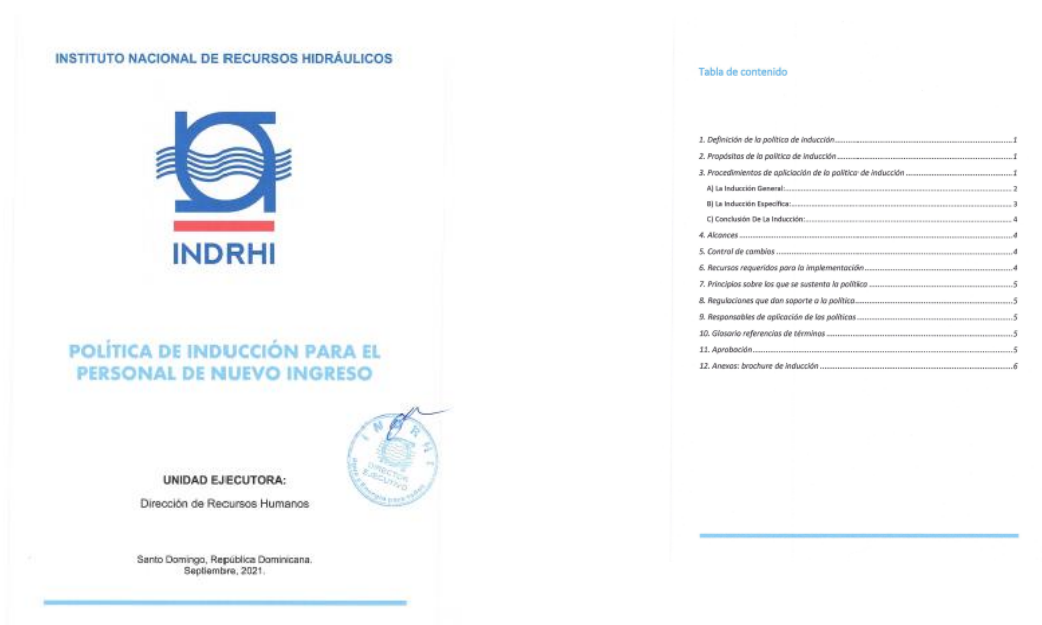 INSTITUTO NACIONAL DE RECURSOS HIDRÁULICOS
INDRHI
POLÍTICA DE INDUCCIÓN PARA EL
PERSONAL DE NUEVO INGRESO
INDRHI
DIRECTOR
EJECUTIVO
UNIDAD EJECUTORA:
Dirección de Recursos Humanos
Santo Domingo, República Dominicana.
Septiembre, 2021.
Tabla de contenido
1. Definición de la política de inducción 1
2. Propósitos de la política de inducción 1
3. Procedimientos de apliciación de la política de inducción 1
A) La Inducción General: 2
B) La Inducción Específica: 3
C) Conclusión De La Inducción: 4
4. Alcances 4
5. Control de cambios 4
6. Recursos requeridos para la implementación 4
7. Principios sobre los que se sustenta la política 5
8. Regulaciones que dan soporte a la política 5
9. Responsables de aplicación de las políticas 5
10. Glosario referencias de términos 5
11. Aprobación 5
12. Anexos: brochure de inducción 6